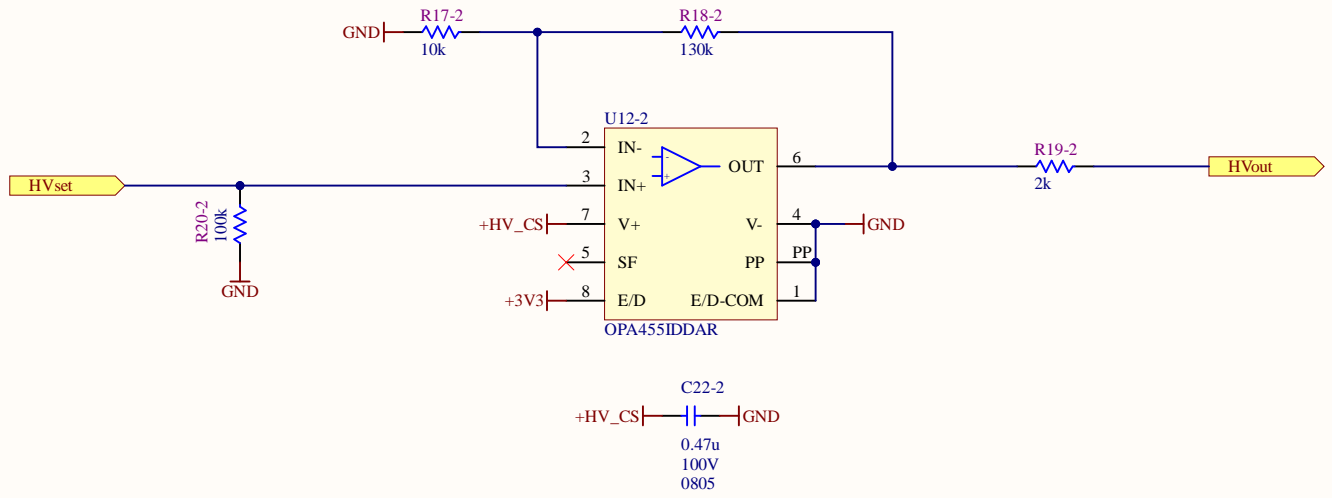 R17-2
GND
10k
R18-2
130k
U12-2
2
IN-
OUT
6
R19-2
2k
HVset
3
IN+
HVout
R20-2
100k
GND
+HV_CS
7
V+
V-
4
GND
5
SF
PP
PP
+3V3
8
E/D
E/D-COM
1
OPA455IDDAR
C22-2
+HV_CS
GND
0.47u
100V
0805